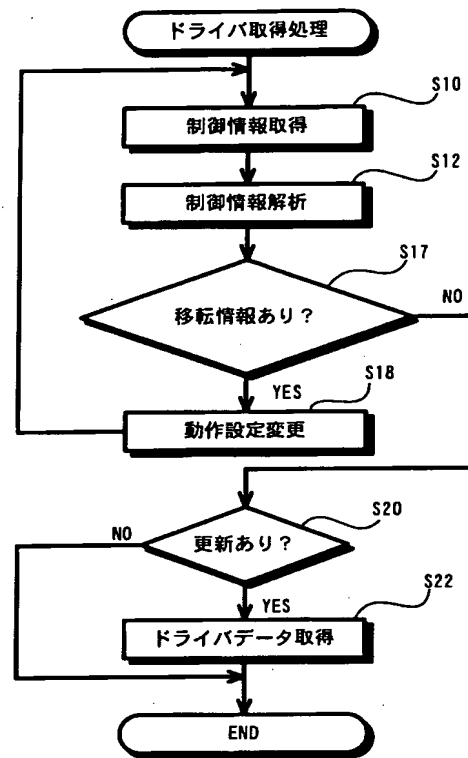 ドライバ取得処理
S10
制御情報取得
S12
制御情報解析
S17
移転情報あり？
NO
YES
S18
動作設定変更
S20
NO
更新あり？
YES
S22
ドライバデータ取得
END